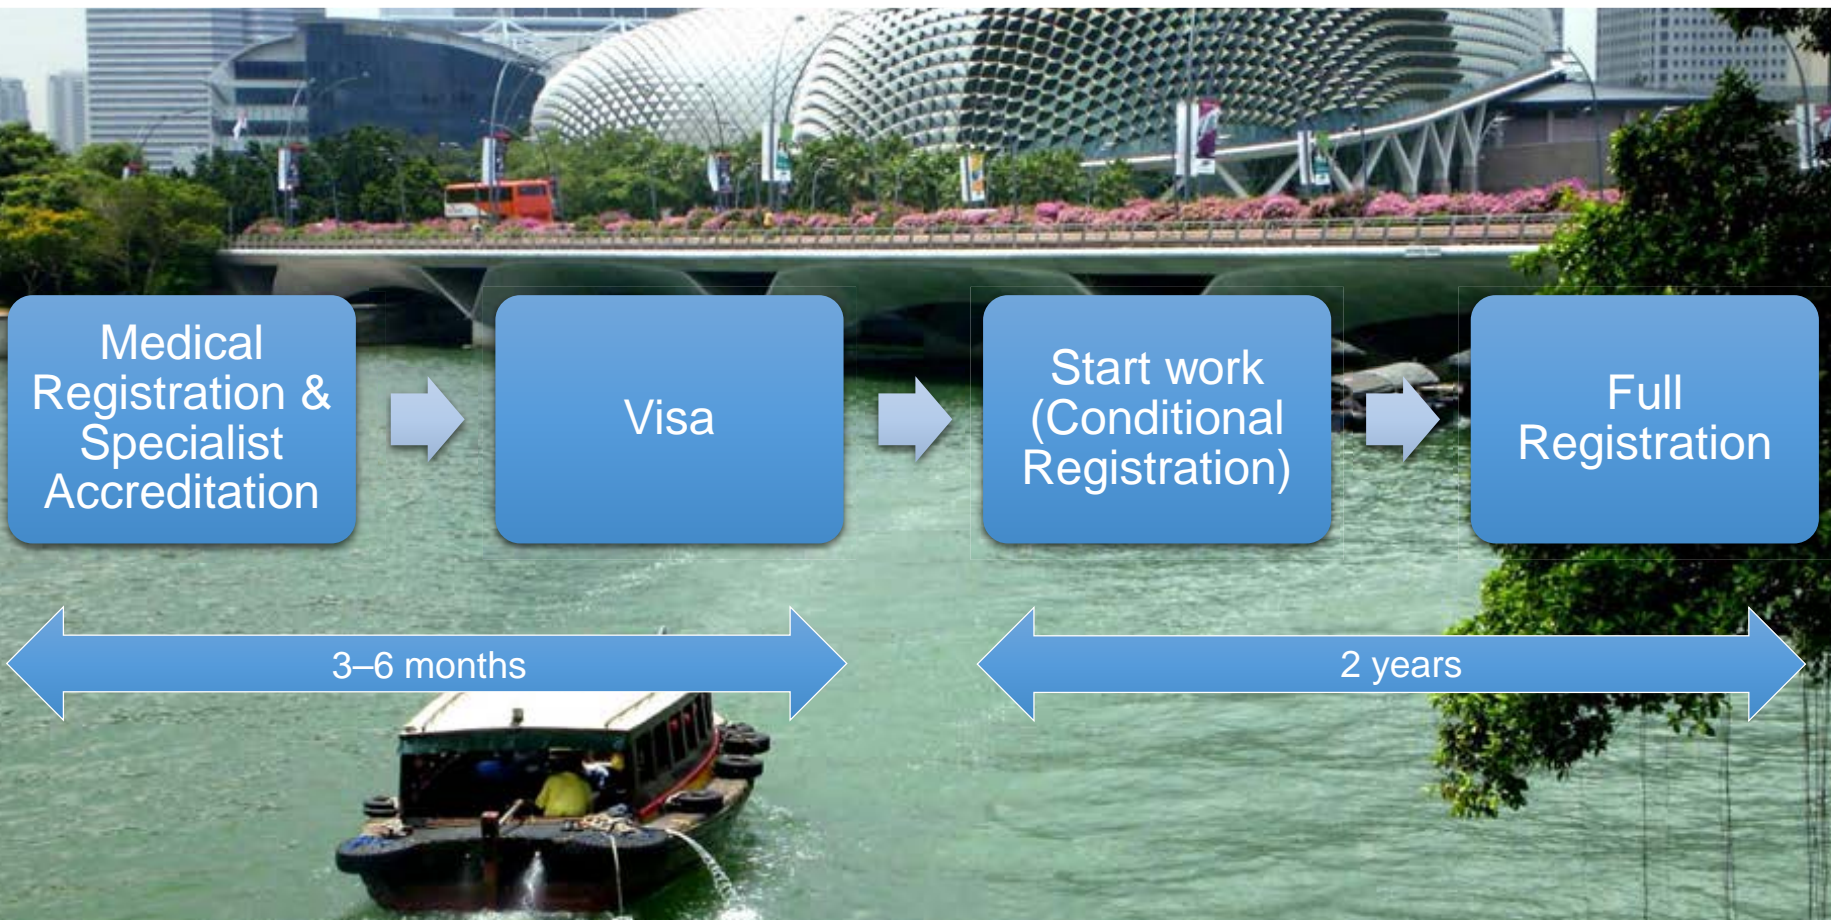 Medical
Registration &
Specialist
Accreditation
Visa
Start work
(Conditional
Registration)
Full
Registration
3–6 months
2 years